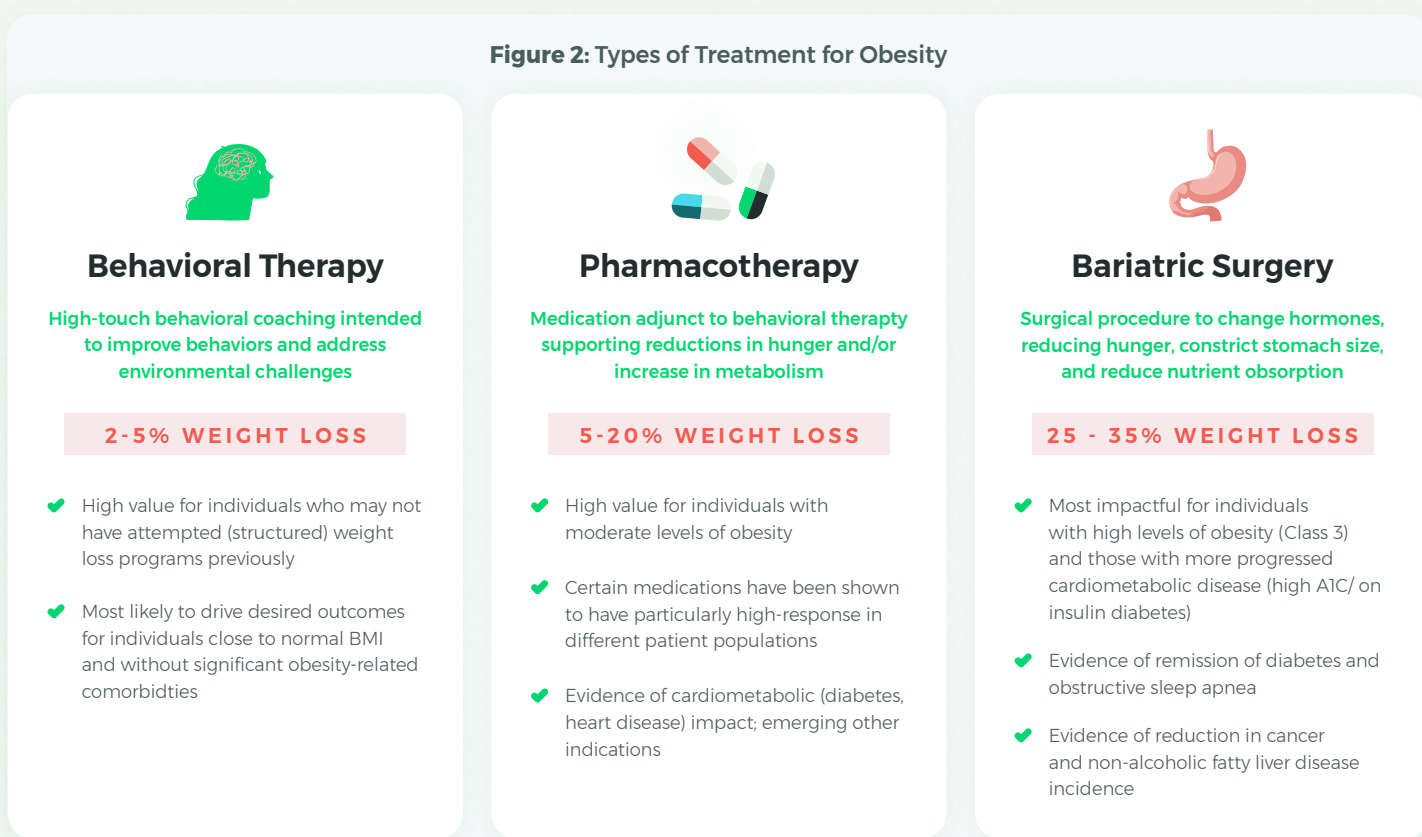 Figure 2: Types of Treatment for Obesity
Behavioral Therapy
High-touch behavioral coaching intended
to improve behaviors and address
environmental challenges
2-5% WEIGHT LOSS
High value for individuals who may not
have attempted (structured) weight
loss programs previously
Most likely to drive desired outcomes
for individuals close to normal BMI
and without significant obesity-related
comorbidties
Pharmacotherapy
Medication adjunct to behavioral therapty
supporting reductions in hunger and/or
increase in metabolism
5-20% WEIGHT LOSS
High value for individuals with
moderate levels of obesity
Certain medications have been shown
to have particularly high-response in
different patient populations
Evidence of cardiometabolic (diabetes,
heart disease) impact; emerging other
indications
Bariatric Surgery
Surgical procedure to change hormones,
reducing hunger, constrict stomach size,
and reduce nutrient obsorption
25 - 35% WEIGHT LOSS
Most impactful for individuals
with high levels of obesity (Class 3)
and those with more progressed
cardiometabolic disease (high A1C/ on
insulin diabetes)
Evidence of remission of diabetes and
obstructive sleep apnea
Evidence of reduction in cancer
and non-alcoholic fatty liver disease
incidence